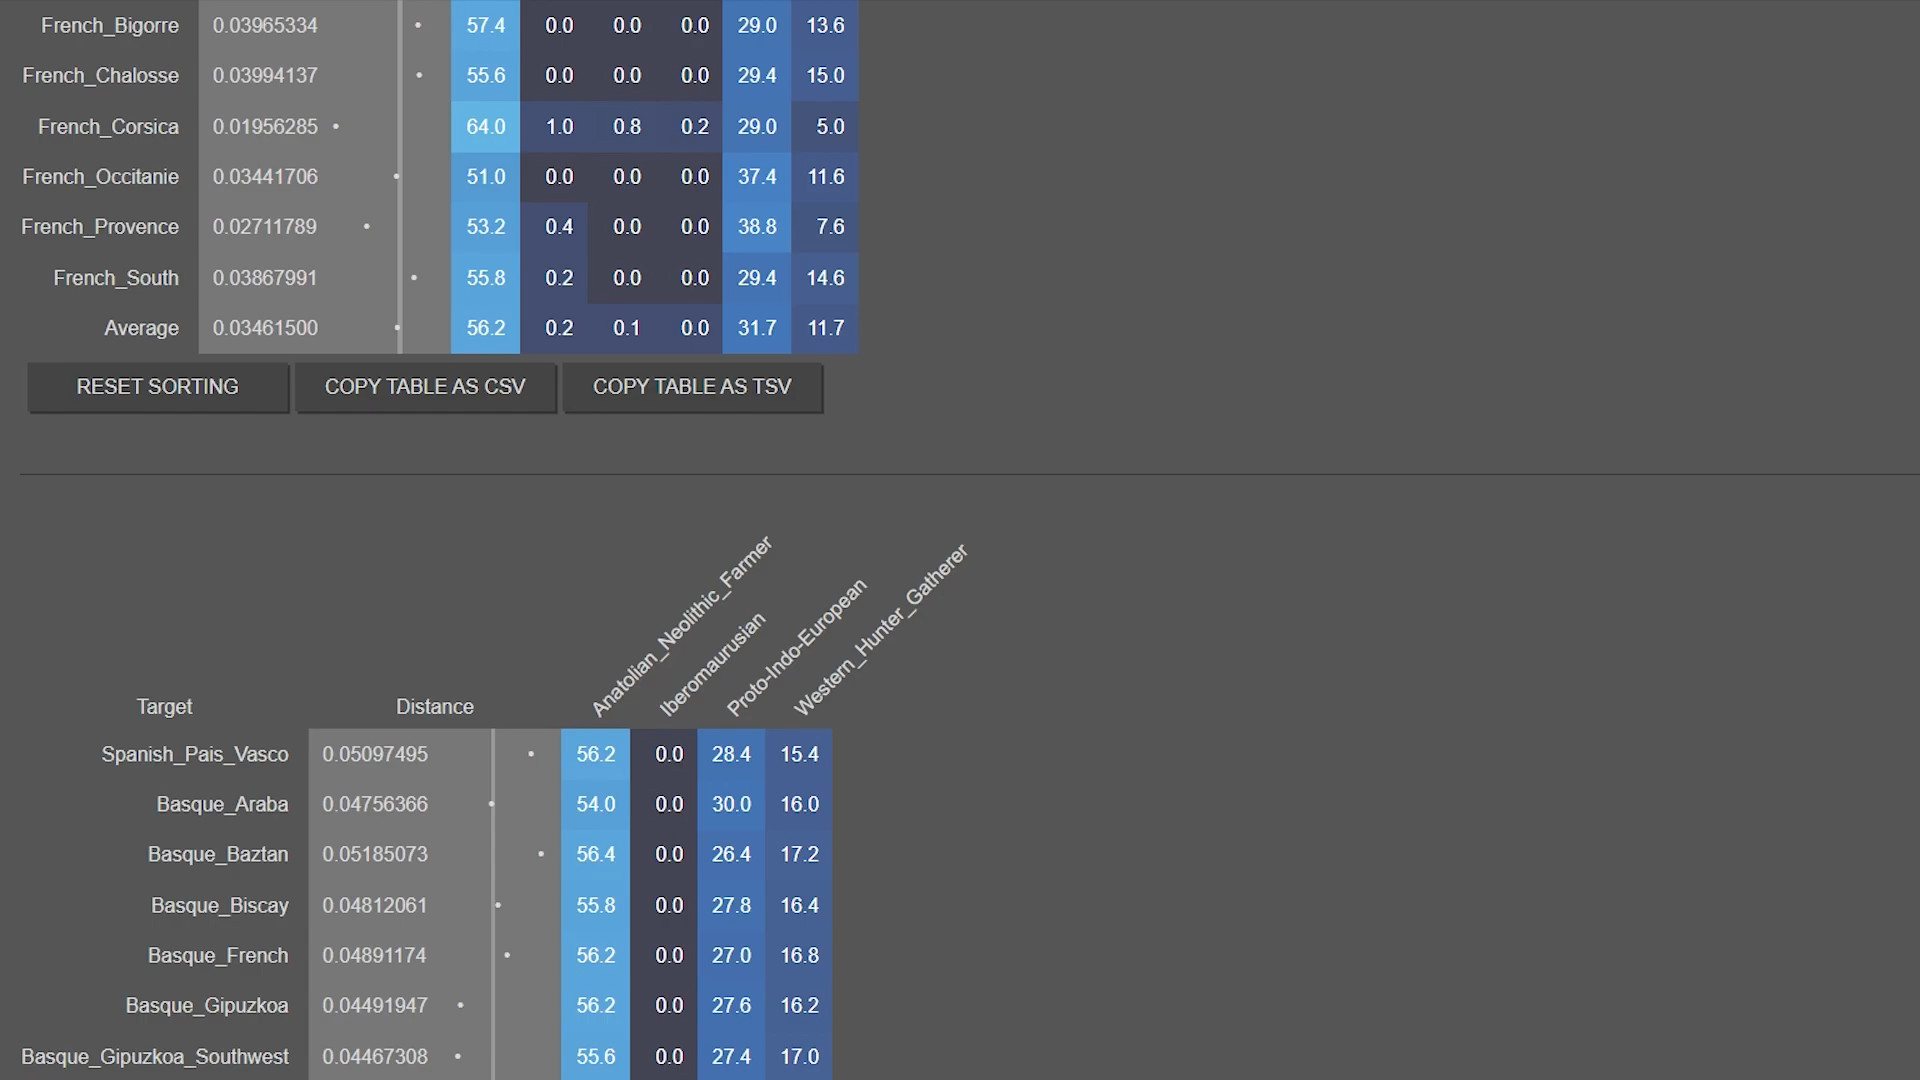 French_Bigorre 0.03965334 57.4 0.0 0.0 0.0 29.0 13.6
French_Chalosse 0.03994137 55.6 0.0 0.0 0.0 29.4 15.0
French_Corsica 0.01956285 64.0 1.0 0.8 0.2 29.0 5.0
French_Occitanie 0.03441706 51.0 0.0 0.0 0.0 37.4 11.6
French_Provence 0.02711789 53.2 0.4 0.0 0.0 38.8 7.6
French_South 0.03867991 55.8 0.2 0.0 0.0 29.4 14.6
Average 0.03461500 56.2 0.2 0.1 0.0 31.7 11.7
RESET SORTING COPY TABLE AS CSV COPY TABLE AS TSV
Target Distance Anatolian_Neolithic_Farmer Iberomaurusian Proto-Indo-European Western_Hunter_Gatherer
Spanish_Pais_Vasco 0.05097495 56.2 0.0 28.4 15.4
Basque_Araba 0.04756366 54.0 0.0 30.0 16.0
Basque_Baztan 0.05185073 56.4 0.0 26.4 17.2
Basque_Biscay 0.04812061 55.8 0.0 27.8 16.4
Basque_French 0.04891174 56.2 0.0 27.0 16.8
Basque_Gipuzkoa 0.04491947 56.2 0.0 27.6 16.2
Basque_Gipuzkoa_Southwest 0.04467308 55.6 0.0 27.4 17.0